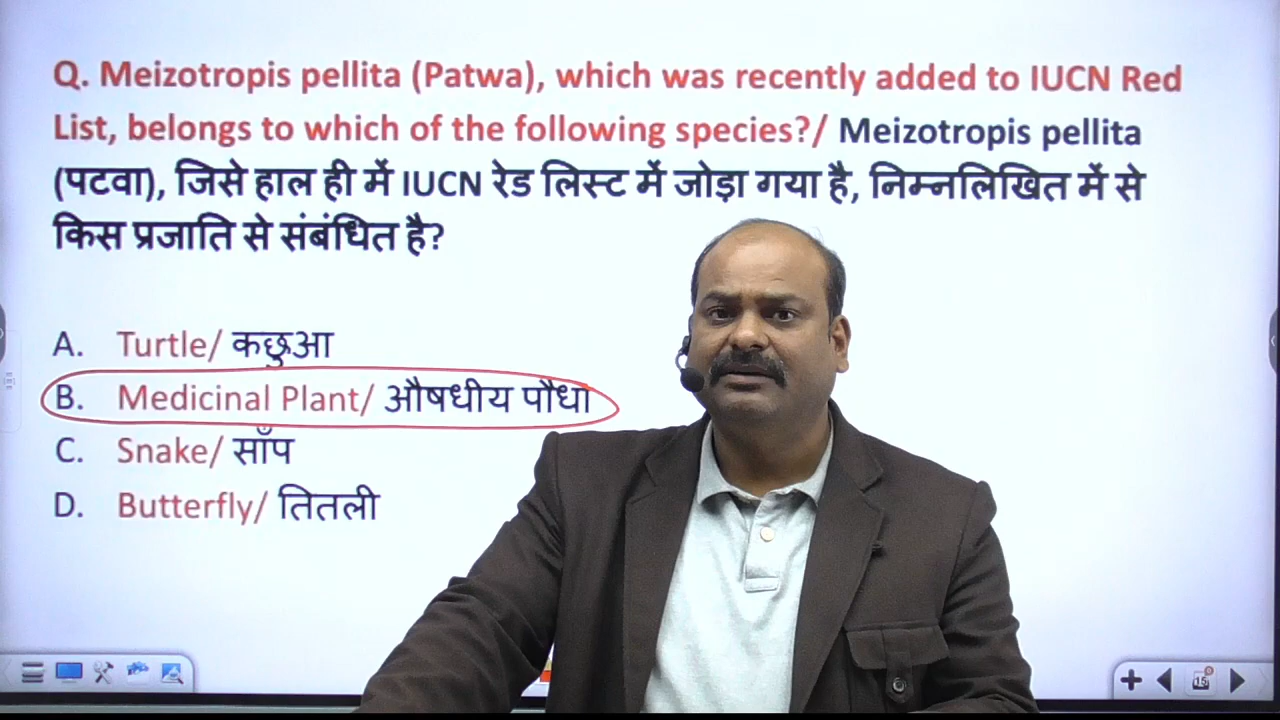 Q. Meizotropis pellita (Patwa), which was recently added to IUCN Red
List, belongs to which of the following species?/ Meizotropis pellita
(पटवा), जिसे हाल ही में IUCN रेड लिस्ट में जोड़ा गया है, निम्नलिखित में से
किस प्रजाति से संबंधित है?
A. Turtle/ कछुआ
B. Medicinal Plant/ औषधीय पौधा
C. Snake/ साँप
D. Butterfly/ तितली
15